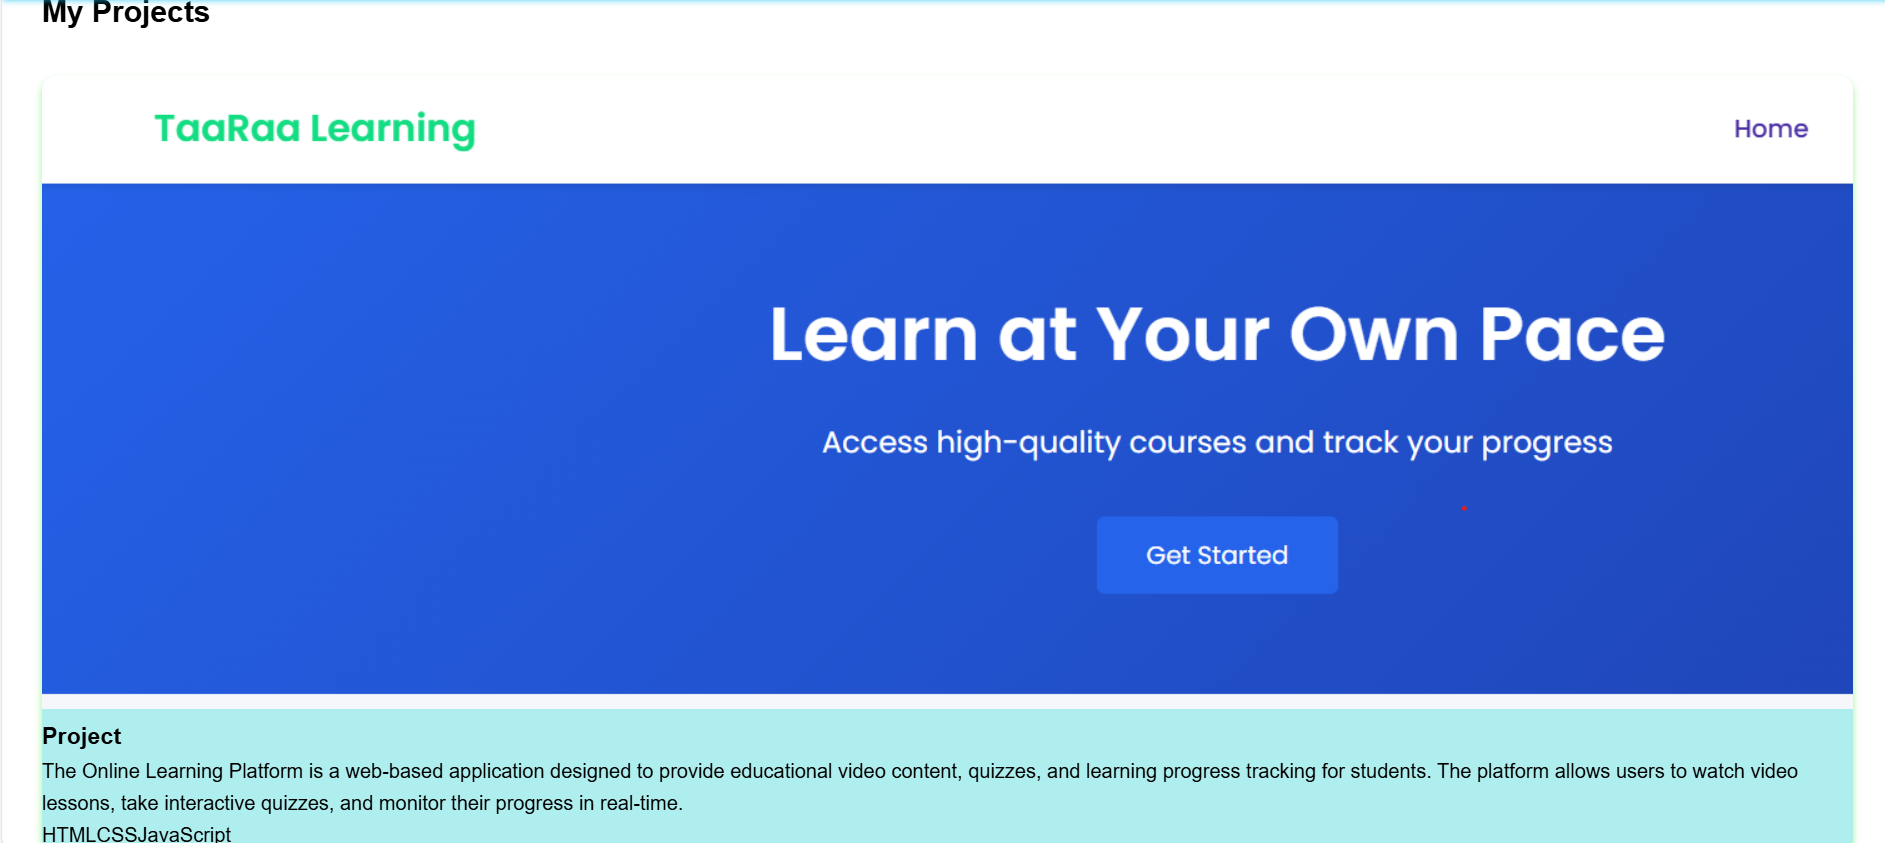 My Projects
TaaRaa Learning
Home
Learn at Your Own Pace
Access high-quality courses and track your progress
Get Started
Project
The Online Learning Platform is a web-based application designed to provide educational video content, quizzes, and learning progress tracking for students. The platform allows users to watch video
lessons, take interactive quizzes, and monitor their progress in real-time.
HTMLCSSJavaScript